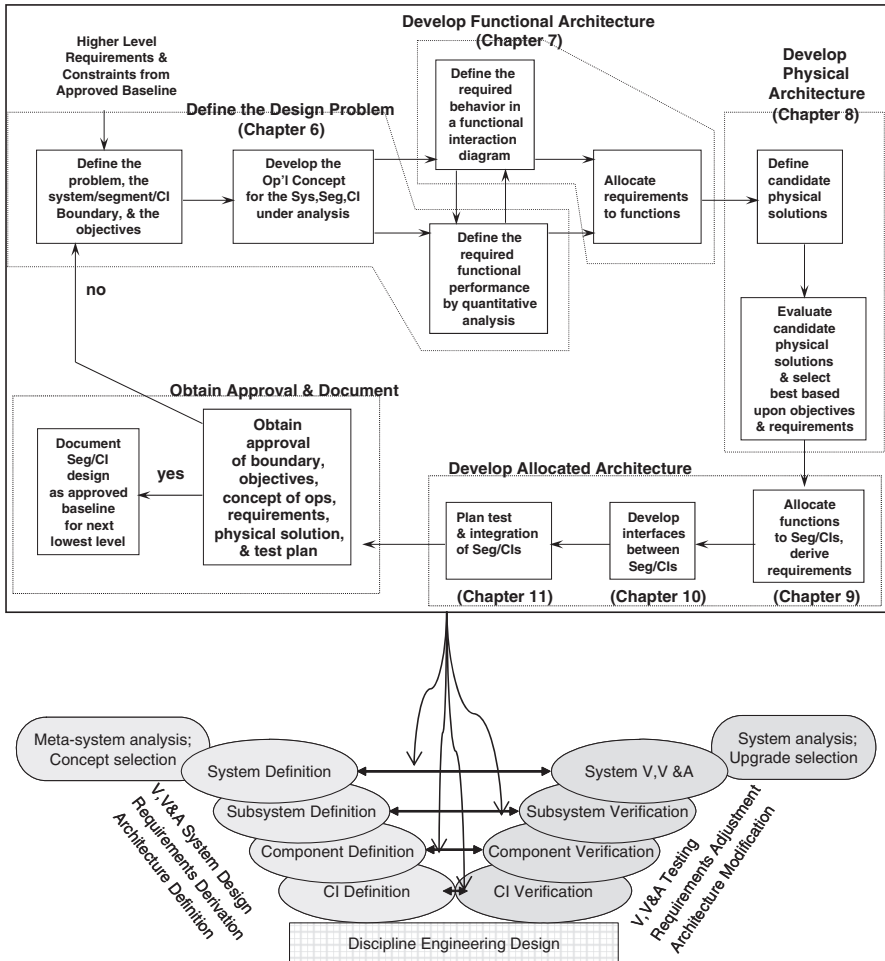 Develop Functional Architecture
(Chapter 7)
Higher Level
Requirements &
Constraints from
Approved Baseline
Define the Design Problem
(Chapter 6)
Define the
required
behavior in
a functional
interaction
diagram
Develop
Physical
Architecture
(Chapter 8)
Define the
problem, the
system/segment/CI
Boundary, & the
objectives
Develop the
Op'l Concept
for the Sys,Seg,CI
under analysis
Allocate
requirements
to functions
Define
candidate
physical
solutions
Define the
required
functional
performance
by quantitative
analysis
no
Evaluate
candidate
physical
solutions
& select
best based
upon objectives
& requirements
Obtain Approval & Document
Document
Seg/CI
design
as approved
baseline
for next
lowest level
yes
Obtain
approval
of boundary,
objectives,
concept of ops,
requirements,
physical solution,
& test plan
Develop Allocated Architecture
Plan test
& integration
of Seg/CIs
Develop
interfaces
between
Seg/CIs
Allocate
functions
to Seg/CIs,
derive
requirements
(Chapter 11)
(Chapter 10)
(Chapter 9)
Meta-system analysis;
Concept selection
System analysis;
Upgrade selection
System Definition
System V,V &A
Subsystem Definition
Subsystem Verification
Component Definition
Component Verification
CI Definition
CI Verification
V,V&A System Design
Requirements Derivation
Architecture Definition
V,V&A Testing
Requirements Adjustment
Architecture Modification
Discipline Engineering Design